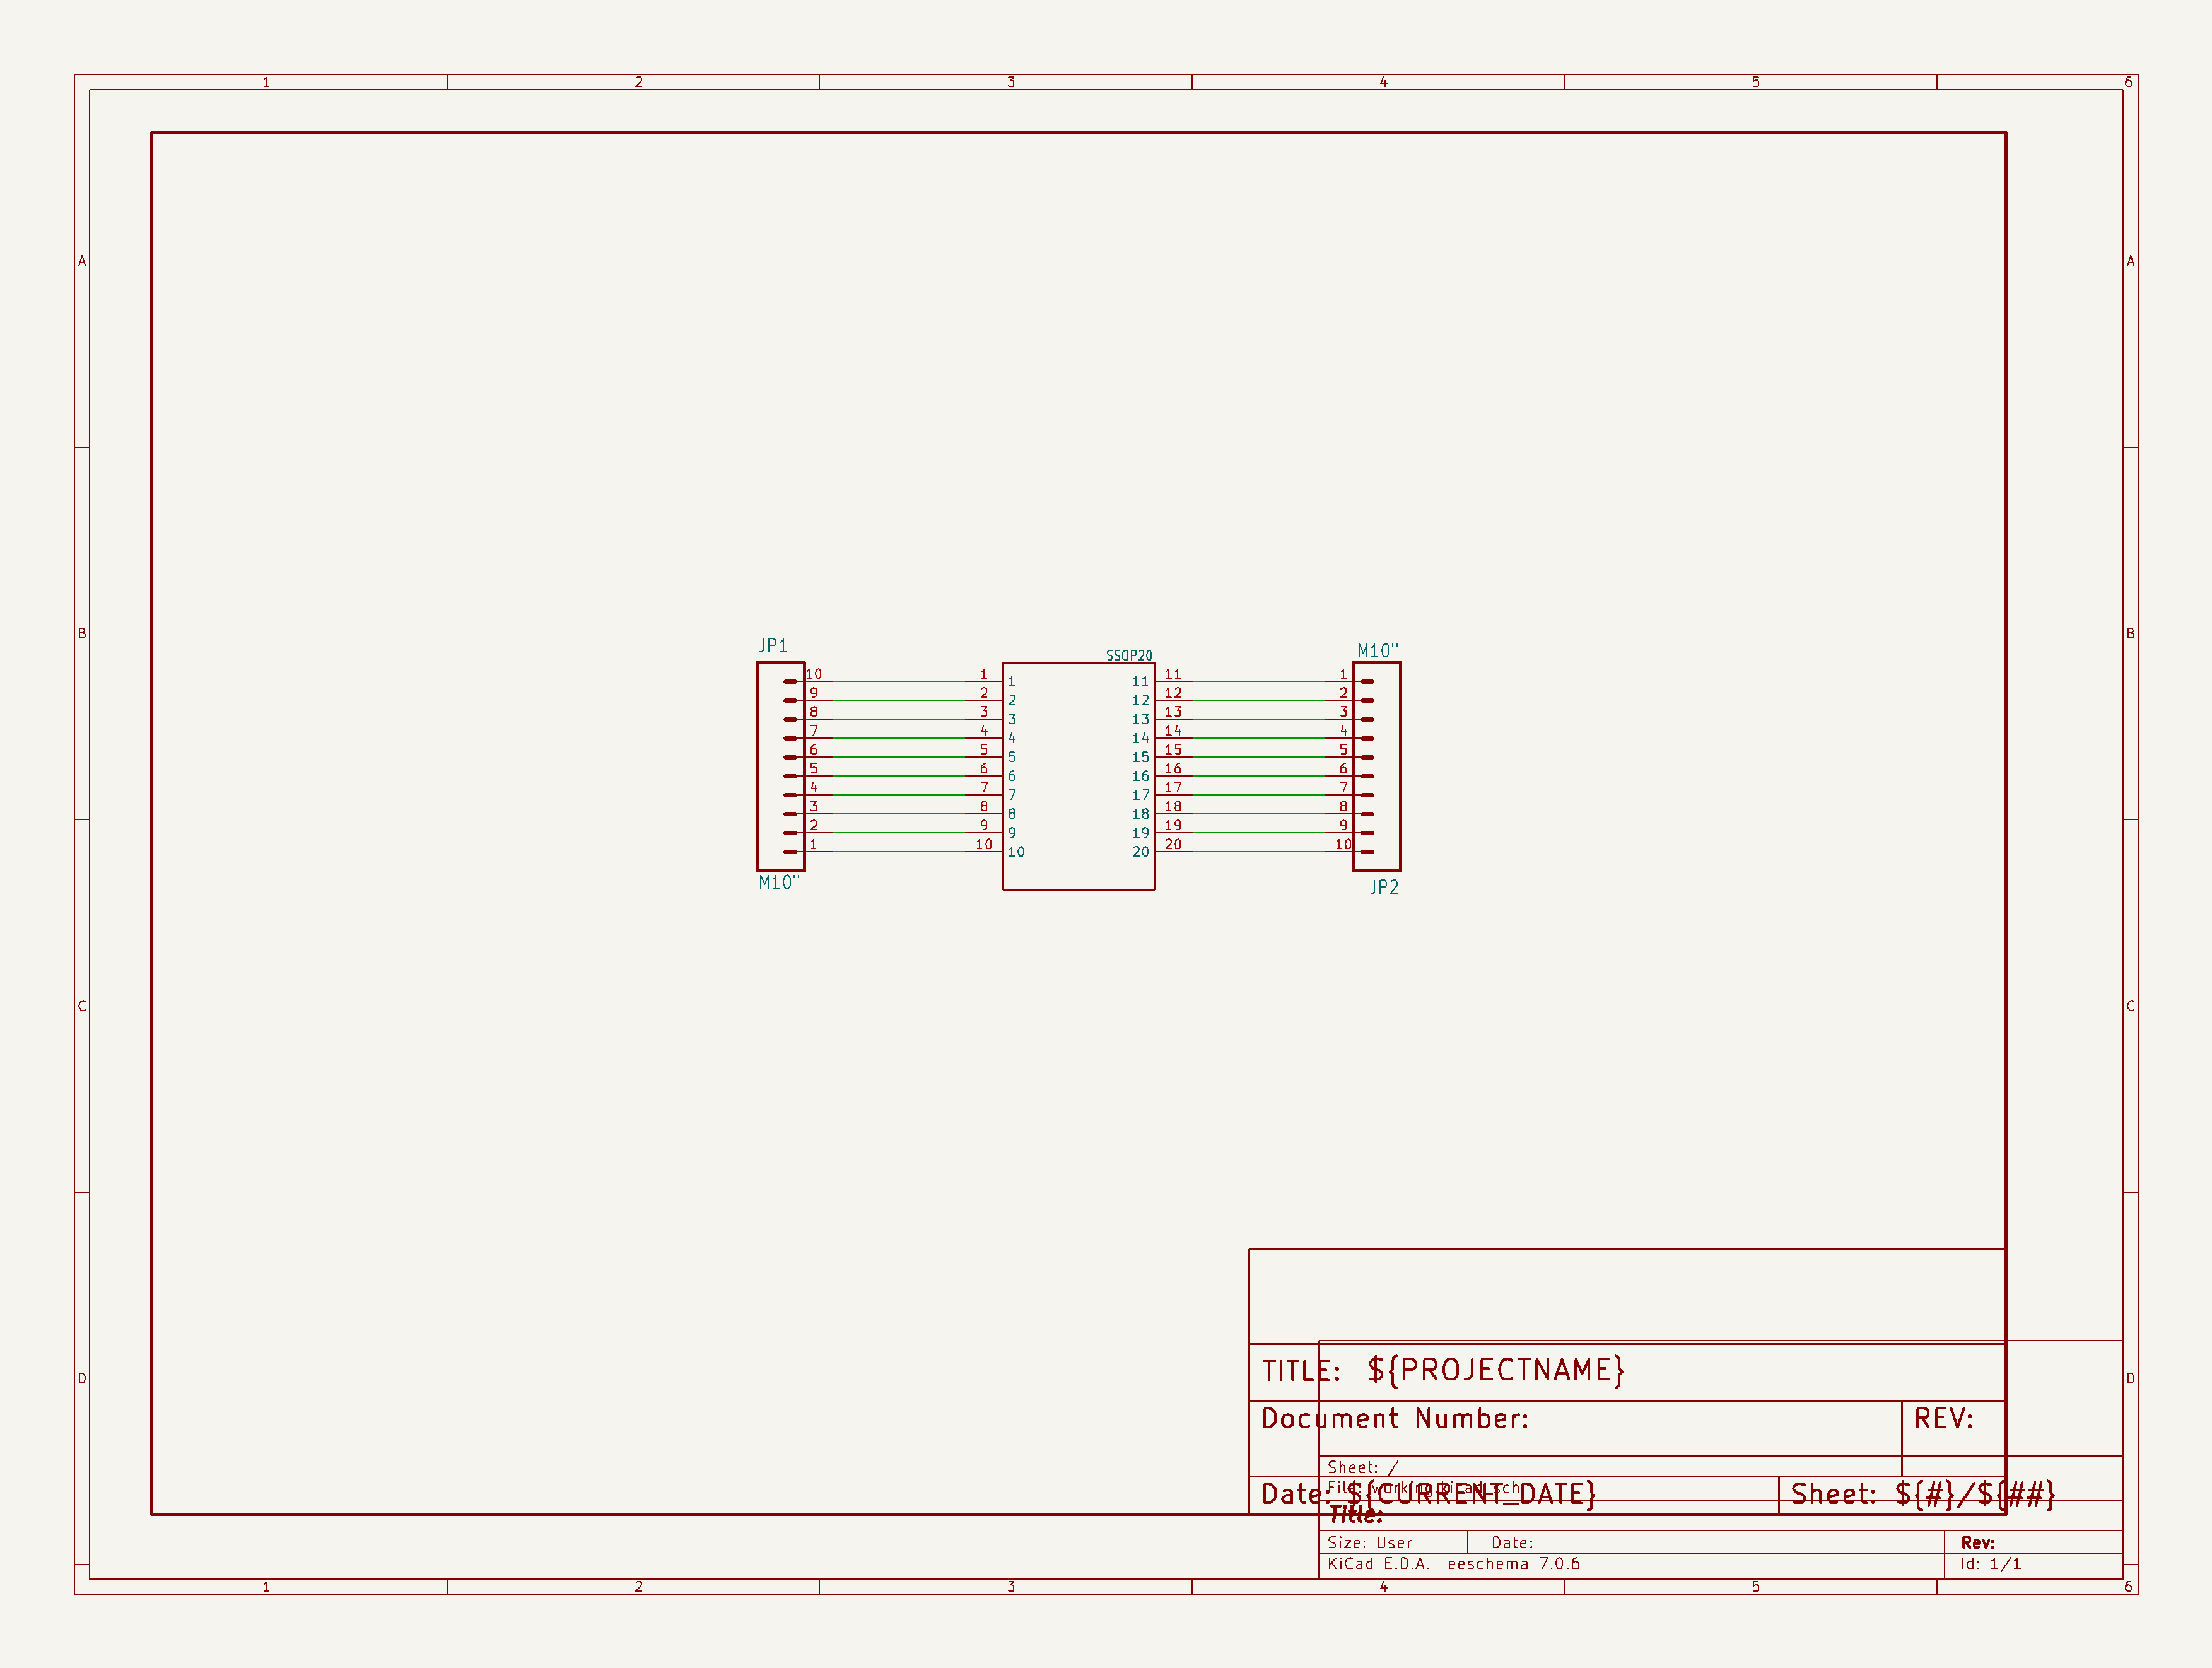 1 2 3 4 5 6
A A
B B
JP1 SSOP20 M10"
10 1 1 11 11 1
9 2 2 12 12 2
8 3 3 13 13 3
7 4 4 14 14 4
6 5 5 15 15 5
5 6 6 16 16 6
4 7 7 17 17 7
3 8 8 18 18 8
2 9 9 19 19 9
1 10 10 20 20 10
M10" JP2
C C
D D
TITLE: ${PROJECTNAME}
Document Number: REV:
Sheet: /
File: working.kicad_sch
Date: ${CURRENT_DATE} Sheet: ${#}/${##}
Title:
Size: User Date: Rev:
KiCad E.D.A. eeschema 7.0.6 Id: 1/1
1 2 3 4 5 6